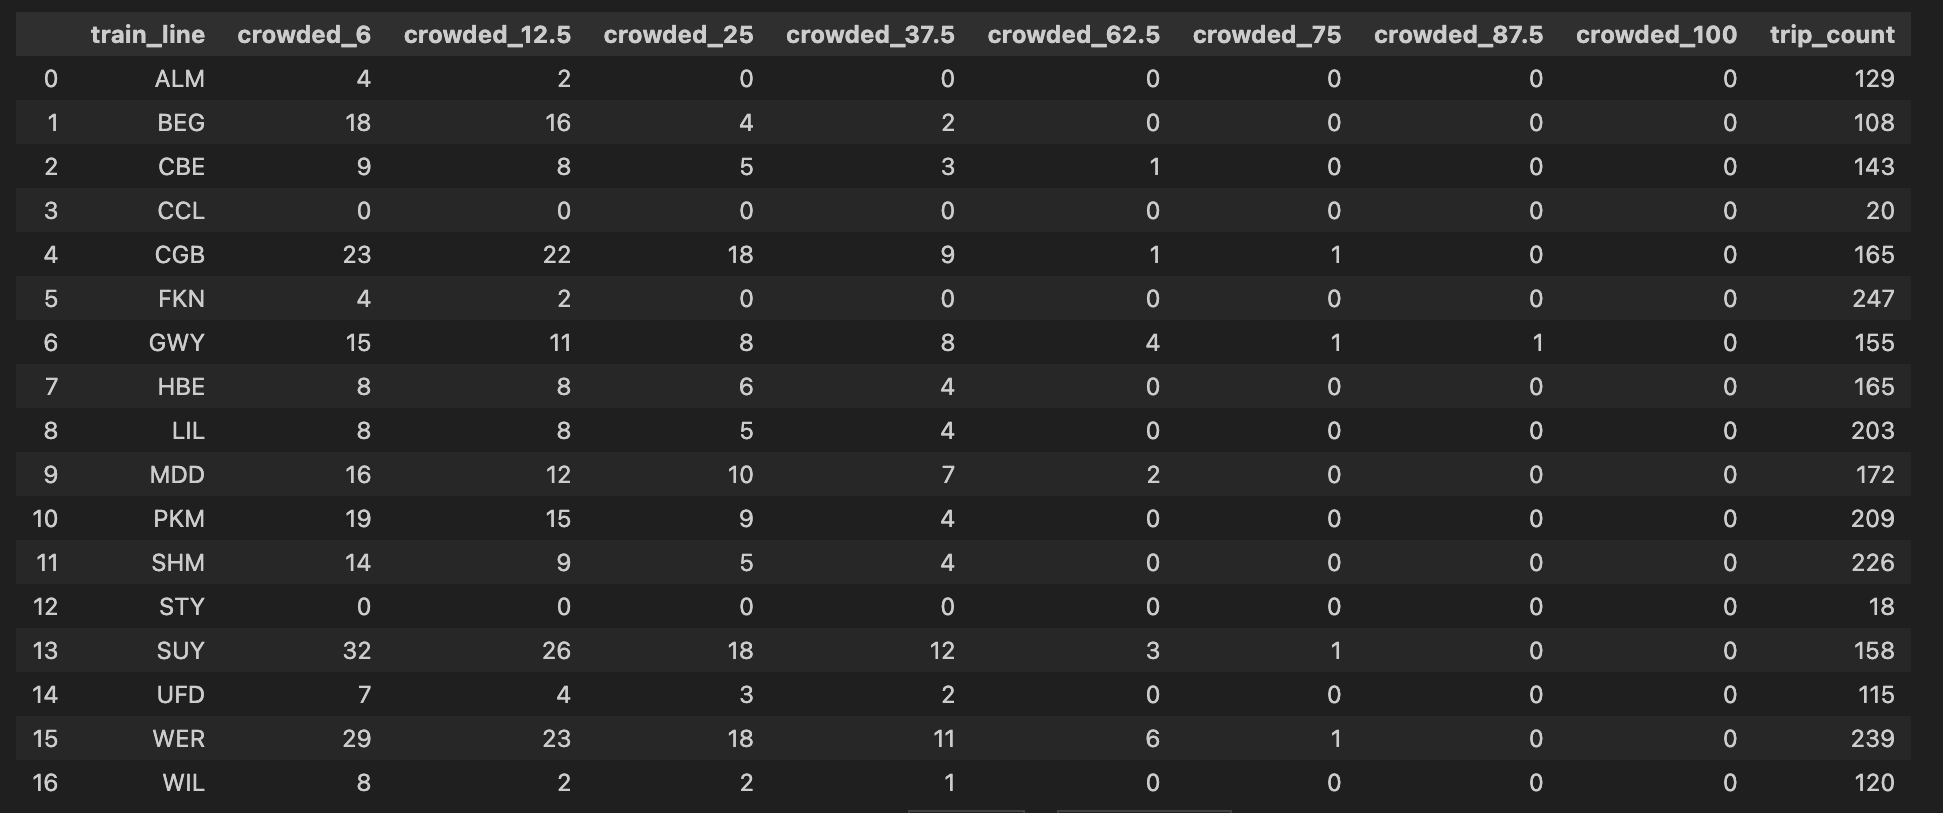 train_line crowded_6 crowded_12.5 crowded_25 crowded_37.5 crowded_62.5 crowded_75 crowded_87.5 crowded_100 trip_count
0 ALM 4 2 0 0 0 0 0 0 129
1 BEG 18 16 4 2 0 0 0 0 108
2 CBE 9 8 5 3 1 0 0 0 143
3 CCL 0 0 0 0 0 0 0 0 20
4 CGB 23 22 18 9 1 1 0 0 165
5 FKN 4 2 0 0 0 0 0 0 247
6 GWY 15 11 8 8 4 1 1 0 155
7 HBE 8 8 6 4 0 0 0 0 165
8 LIL 8 8 5 4 0 0 0 0 203
9 MDD 16 12 10 7 2 0 0 0 172
10 PKM 19 15 9 4 0 0 0 0 209
11 SHM 14 9 5 4 0 0 0 0 226
12 STY 0 0 0 0 0 0 0 0 18
13 SUY 32 26 18 12 3 1 0 0 158
14 UFD 7 4 3 2 0 0 0 0 115
15 WER 29 23 18 11 6 1 0 0 239
16 WIL 8 2 2 1 0 0 0 0 120